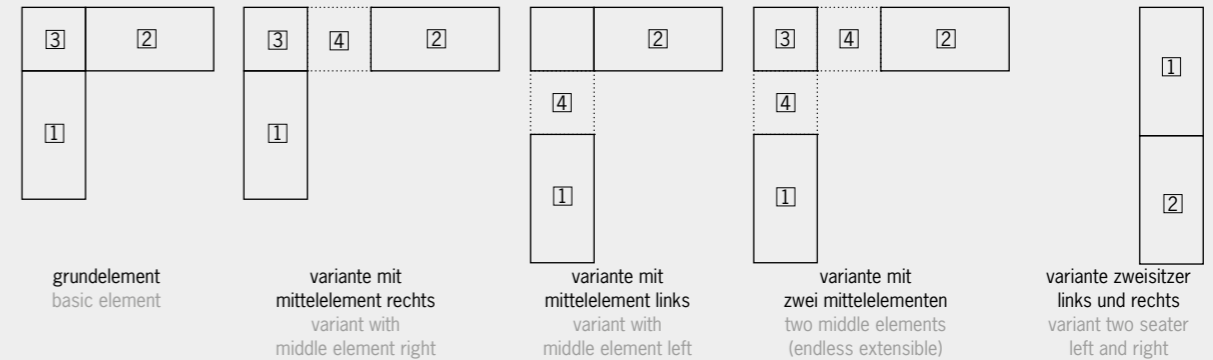 3 2
1
3 4 2
1
2
4
1
3 4 2
4
1
1
2
grundelement
basic element
variante mit
mittelelement rechts
variant with
middle element right
variante mit
mittelelement links
variant with
middle element left
variante mit
zwei mittelelementen
two middle elements
(endless extensible)
variante zweisitzer
links und rechts
variant two seater
left and right